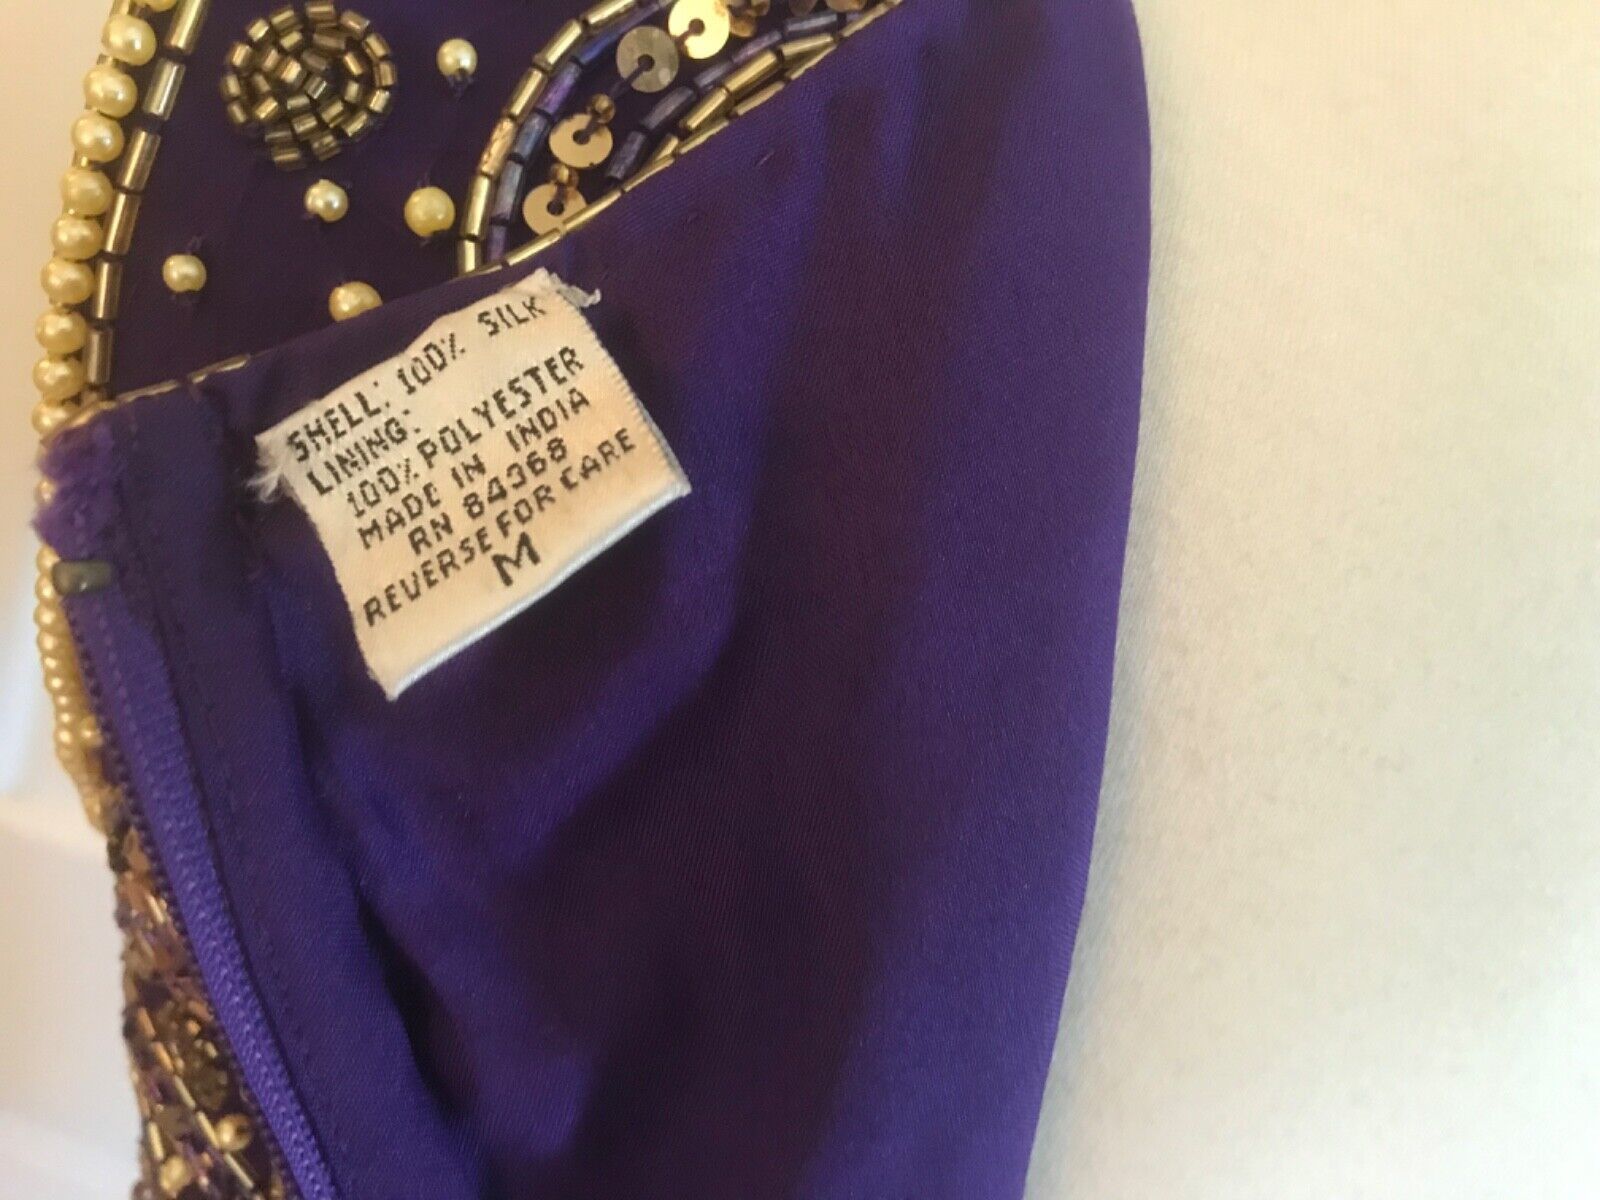 SHELL: 100% SILK
LINING:
100% POLYESTER
MADE IN INDIA
RN 84368
REVERSE FOR CARE
M